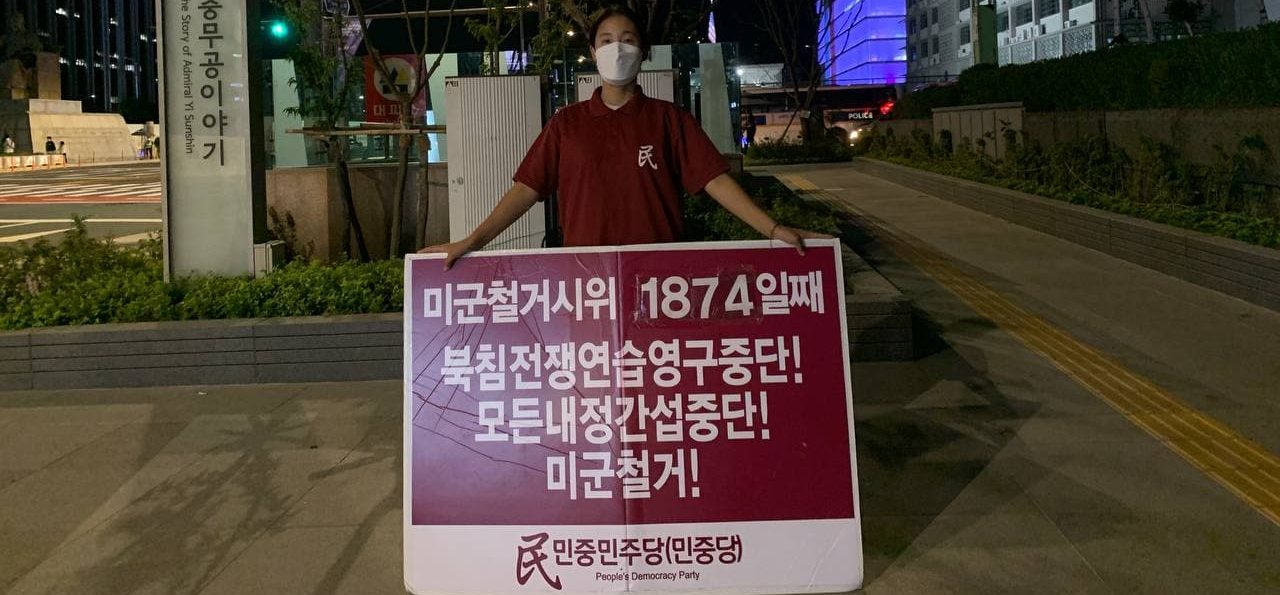 충무공이야기
The Story of Admiral Yi Sunshin
POLICE
民
미군철거시위 1874일째
북침전쟁연습영구중단!
모든내정간섭중단!
미군철거!
民 민중민주당(민중당)
People's Democracy Party